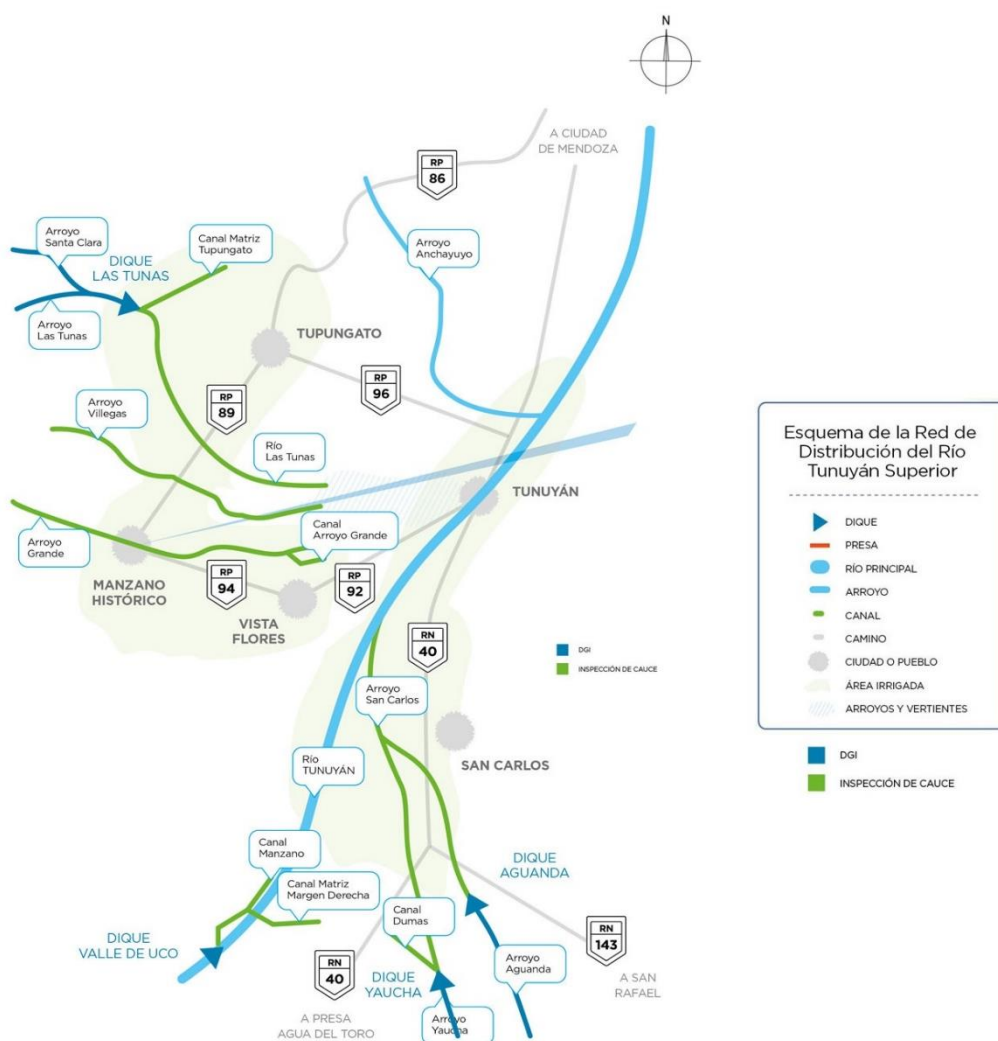 N
A CIUDAD
DE MENDOZA
RP
86
Arroyo
Santa Clara
Canal Matriz
Tupungato
Arroyo
Anchayuyo
DIQUE
LAS TUNAS
Arroyo
Las Tunas
TUPUNGATO
RP
96
RP
89
Arroyo
Villegas
Río
Las Tunas
TUNUYÁN
Canal
Arroyo Grande
Arroyo
Grande
MANZANO
HISTÓRICO
RP
94
RP
92
VISTA
FLORES
RN
40
DGI
INSPECCIÓN DE CAUCE
Arroyo
San Carlos
SAN CARLOS
Río
TUNUYÁN
Canal
Manzano
Canal Matriz
Margen Derecha
DIQUE
AGUANDA
DIQUE
VALLE DE UCO
Canal
Dumas
RN
143
RN
40
DIQUE
YAUCHA
Arroyo
Aguanda
A SAN
RAFAEL
A PRESA
AGUA DEL TORO
Arroyo
Yaucha
Esquema de la Red de
Distribución del Río
Tunuyán Superior
DIQUE
PRESA
RÍO PRINCIPAL
ARROYO
CANAL
CAMINO
CIUDAD O PUEBLO
ÁREA IRRIGADA
ARROYOS Y VERTIENTES
DGI
INSPECCIÓN DE CAUCE